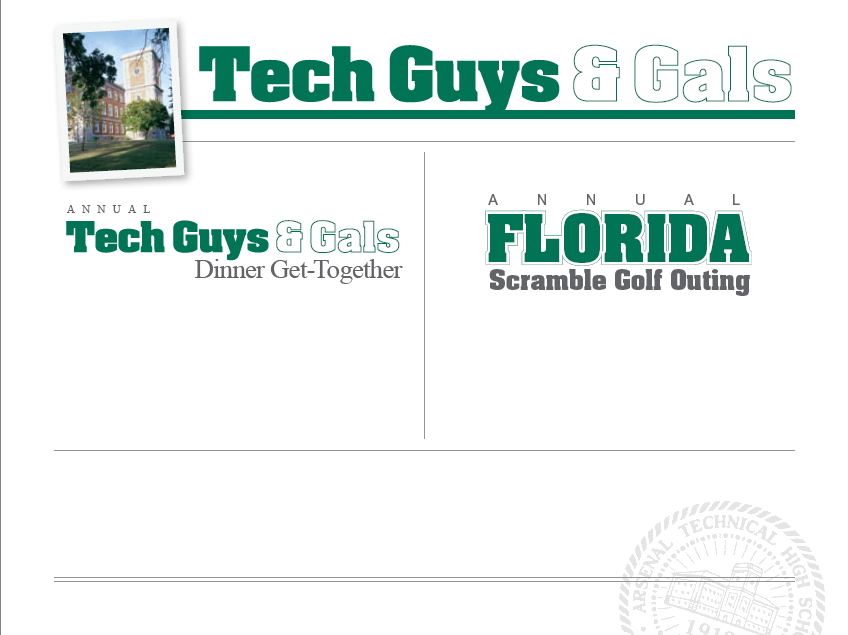 Tech Guys & Gals
ANNUAL
Tech Guys & Gals
Dinner Get-Together
ANNUAL
FLORIDA
Scramble Golf Outing
ARSENAL TECHNICAL HIGH